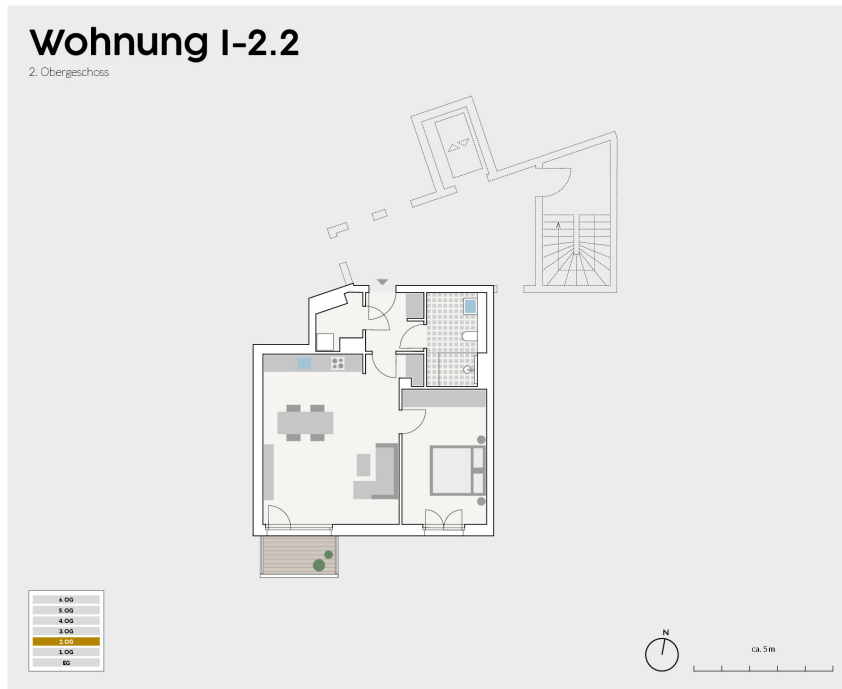 Wohnung I-2.2
2. Obergeschoss
6. OG
5. OG
4. OG
3. OG
2. OG
1. OG
EG
N
ca. 5 m